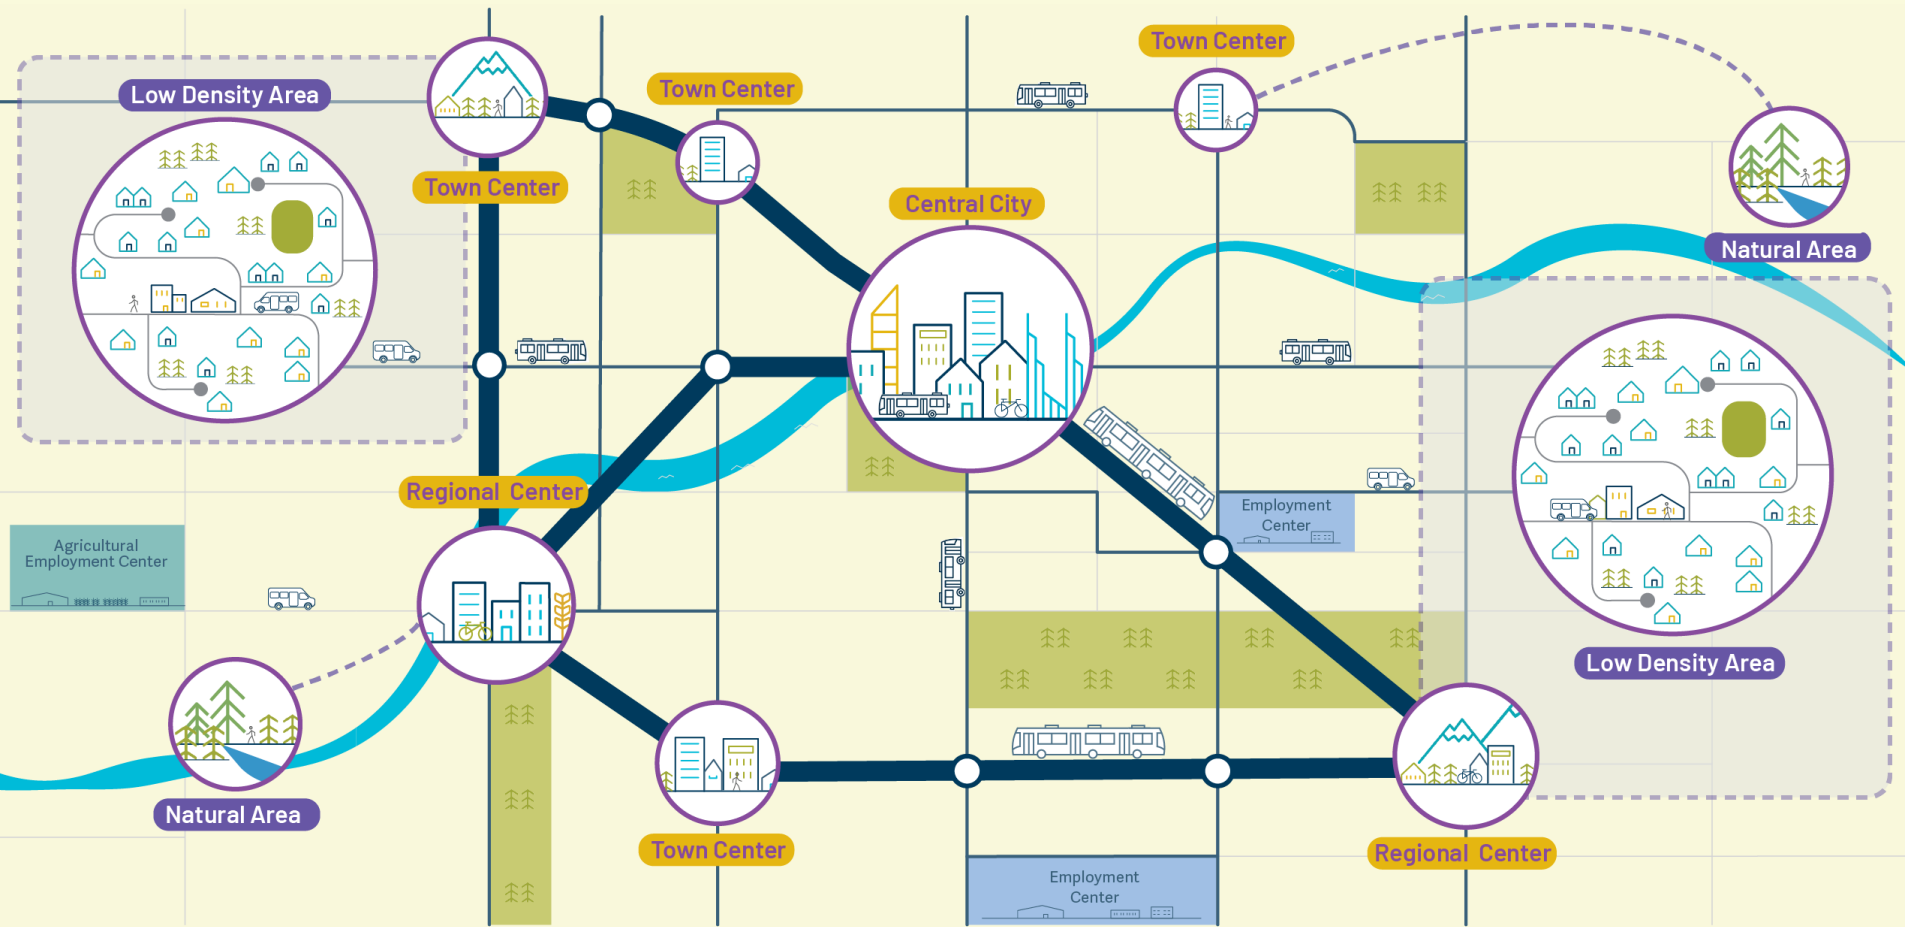 Town Center
Low Density Area
Town Center
Town Center
Central City
Natural Area
Regional Center
Employment
Center
Agricultural
Employment Center
Low Density Area
Natural Area
Town Center
Regional Center
Employment
Center